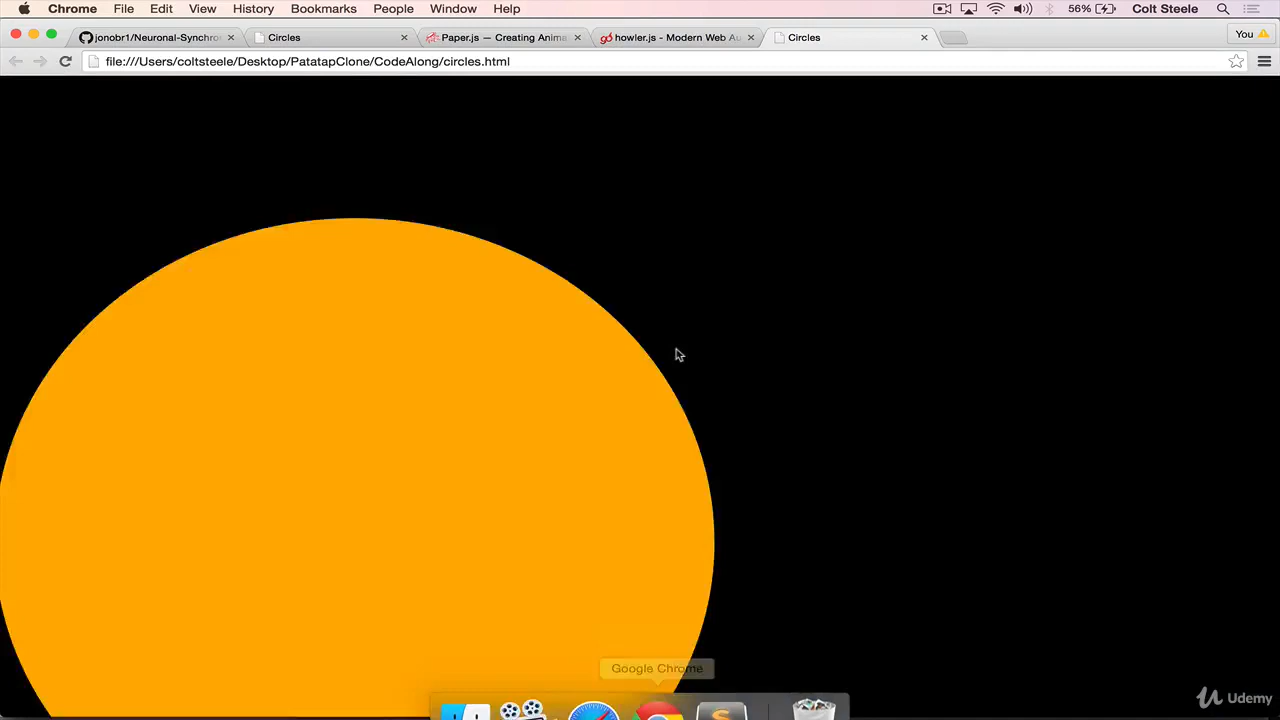 Chrome File Edit View History Bookmarks People Window Help 56% Colt Steele
jonobr1/Neuronal-Synchro Circles Paper.js — Creating Anima howler.js - Modern Web Au Circles You
file:///Users/coltsteele/Desktop/PatatapClone/CodeAlong/circles.html
Google Chrome
S
Udemy